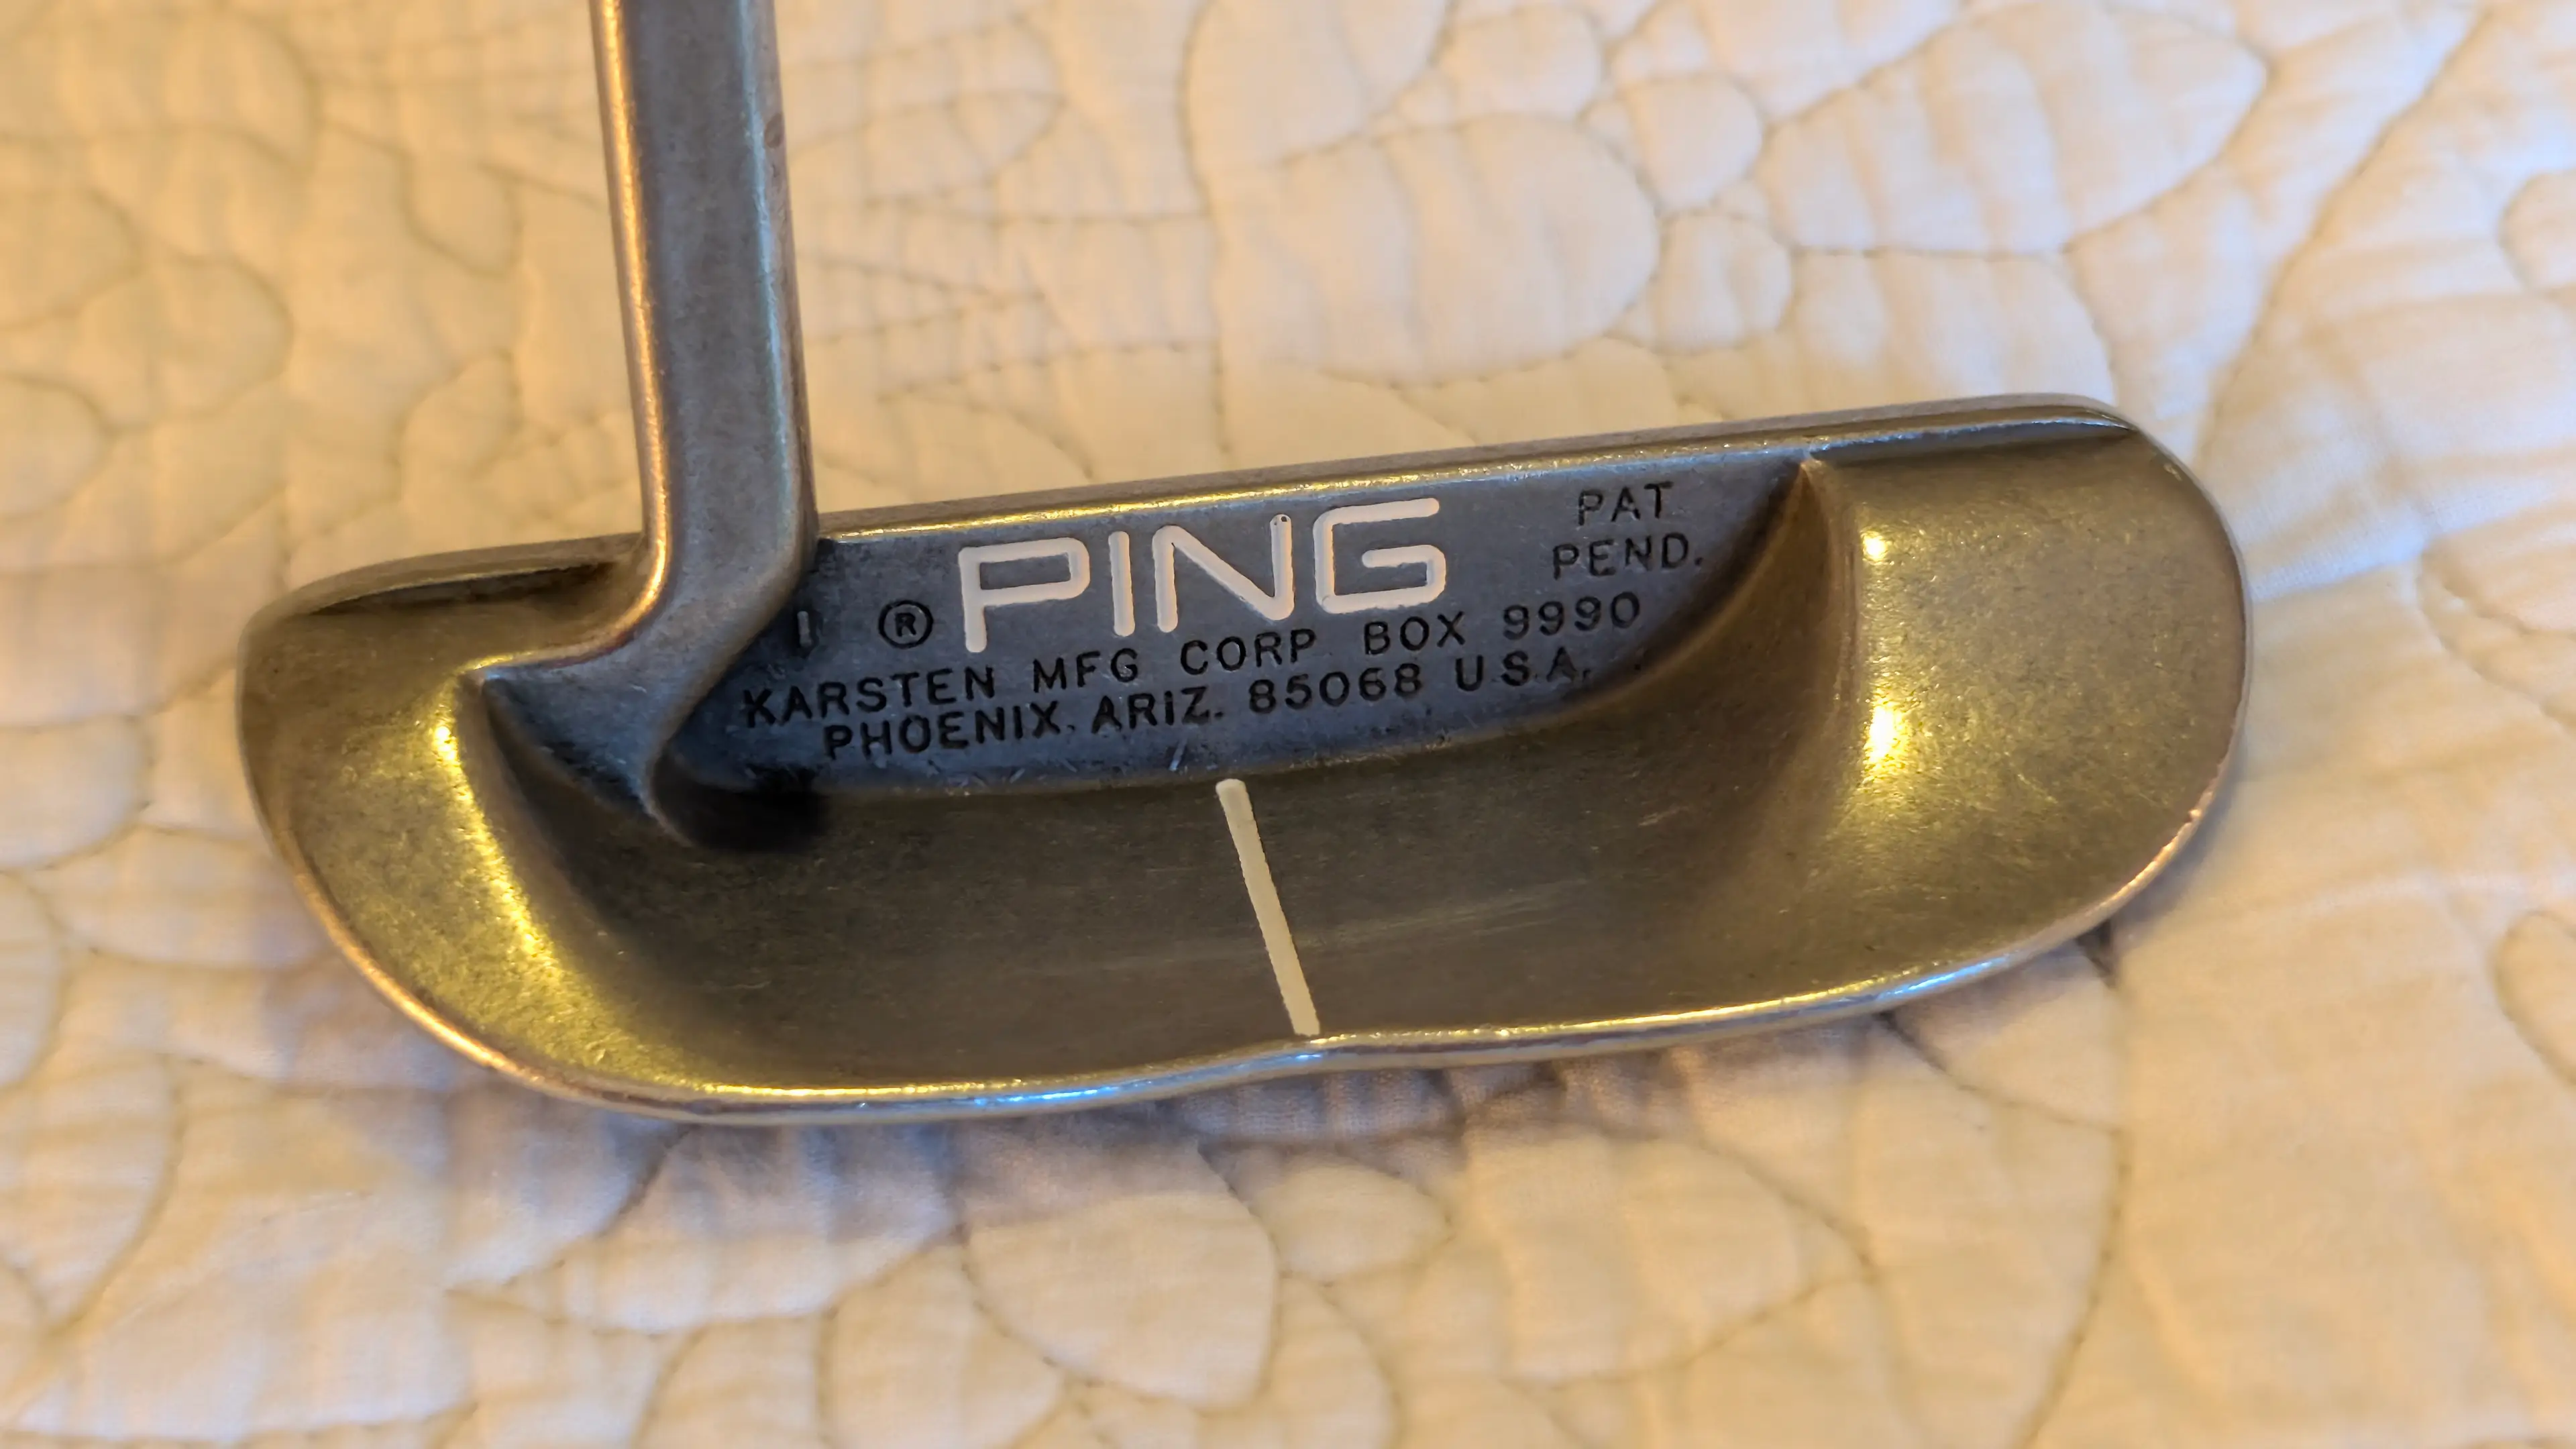 ® PING
PAT.
PEND.
KARSTEN MFG CORP BOX 9990
PHOENIX. ARIZ. 85068 U.S.A.